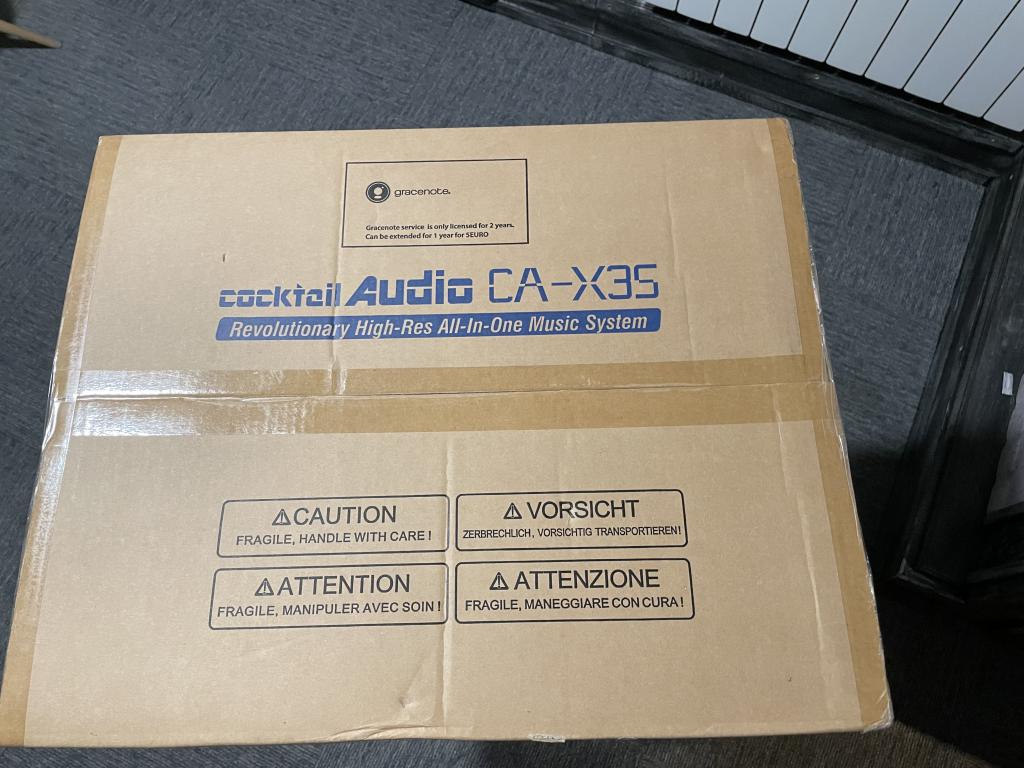 gracenote.
Gracenote service is only licensed for 2 years.
Can be extended for 1 year for 5EURO
cocktail Audio CA-X35
Revolutionary High-Res All-In-One Music System
⚠CAUTION
FRAGILE, HANDLE WITH CARE !
⚠ VORSICHT
ZERBRECHLICH, VORSICHTIG TRANSPORTIEREN!
⚠ATTENTION
FRAGILE, MANIPULER AVEC SOIN !
⚠ ATTENZIONE
FRAGILE, MANEGGIARE CON CURA !